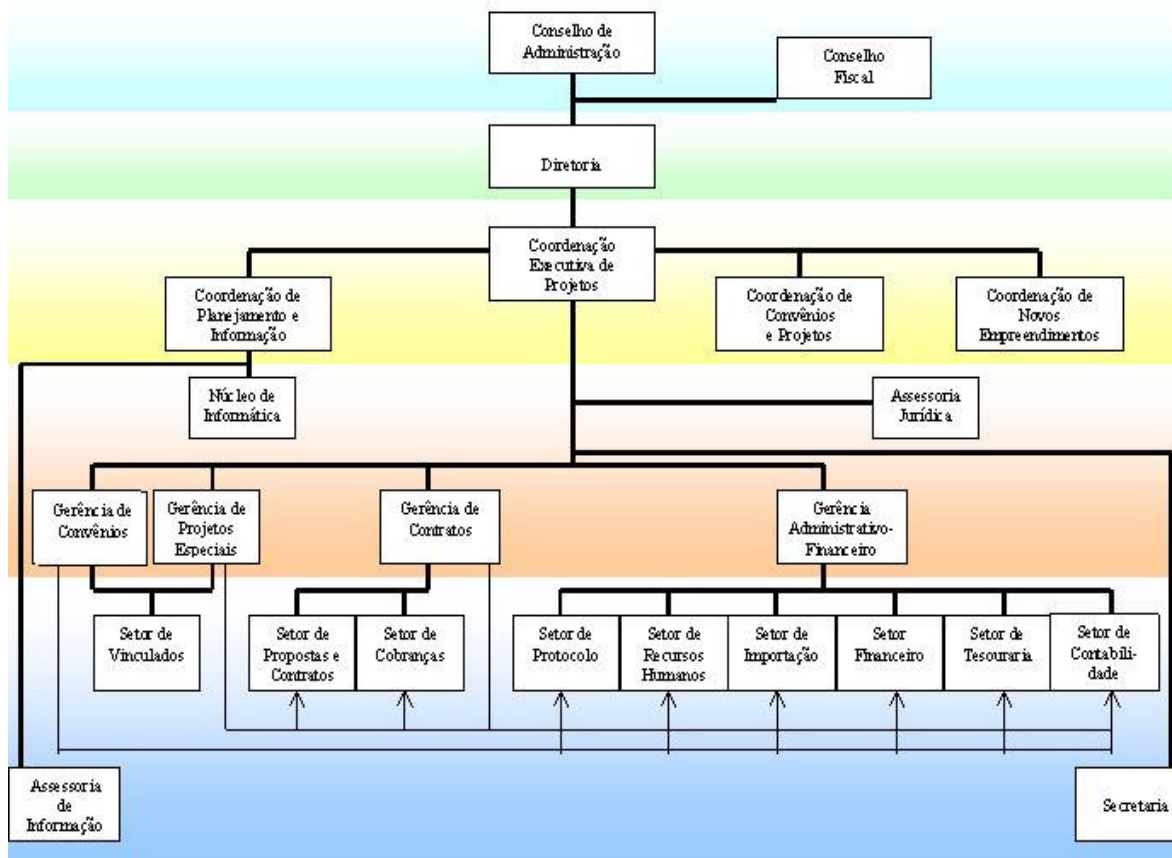 Conselho de
Administração
Conselho
Fiscal
Diretoria
Coordenação
Executiva de
Projetos
Coordenação de
Planejamento e
Informação
Coordenação de
Convênios
e Projetos
Coordenação de
Novos
Empreendimentos
Núcleo de
Informática
Assessoria
Jurídica
Gerência de
Convênios
Gerência de
Projetos
Especiais
Gerência de
Contratos
Gerência
Administrativo-
Financeiro
Setor de
Vinculados
Setor de
Propostas e
Contratos
Setor de
Cobranças
Setor de
Protocolo
Setor de
Recursos
Humanos
Setor de
Importação
Setor
Financeiro
Setor de
Tesouraria
Setor de
Contabili-
dade
Assessoria
de
Informação
Secretaria